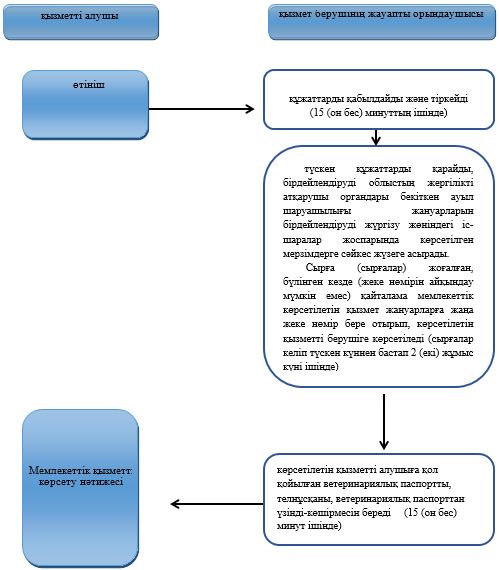 қызметті алушы
қызмет берушінің жауапты орындаушысы
өтініш
құжаттарды қабылдайды және тіркейді
(15 (он бес) минуттың ішінде)
түскен құжаттарды қарайды,
бірдейлендіруді облыстың жергілікті
атқарушы органдары бекіткен ауыл
шаруашылығы жануарларын
бірдейлендіруді жүргізу жөніндегі іс-
шаралар жоспарында көрсетілген
мерзімдерге сәйкес жүзеге асырады.
Сырға (сырғалар) жоғалған,
бүлінген кезде (жеке нөмірін айқындау
мүмкін емес) қайталама мемлекеттік
көрсетілетін қызмет жануарларға жаңа
жеке нөмір бере отырып, көрсетілетін
қызметті берушіге көрсетіледі (сырғалар
келіп түскен күннен бастап 2 (екі) жұмыс
күні ішінде)
Мемлекеттік қызметт
көрсету нәтижесі
көрсетілетін қызметті алушыға қол
қойылған ветеринариялық паспортты,
телнұсқаны, ветеринариялық паспорттан
үзінді-көшірмесін береді (15 (он бес)
минут ішінде)